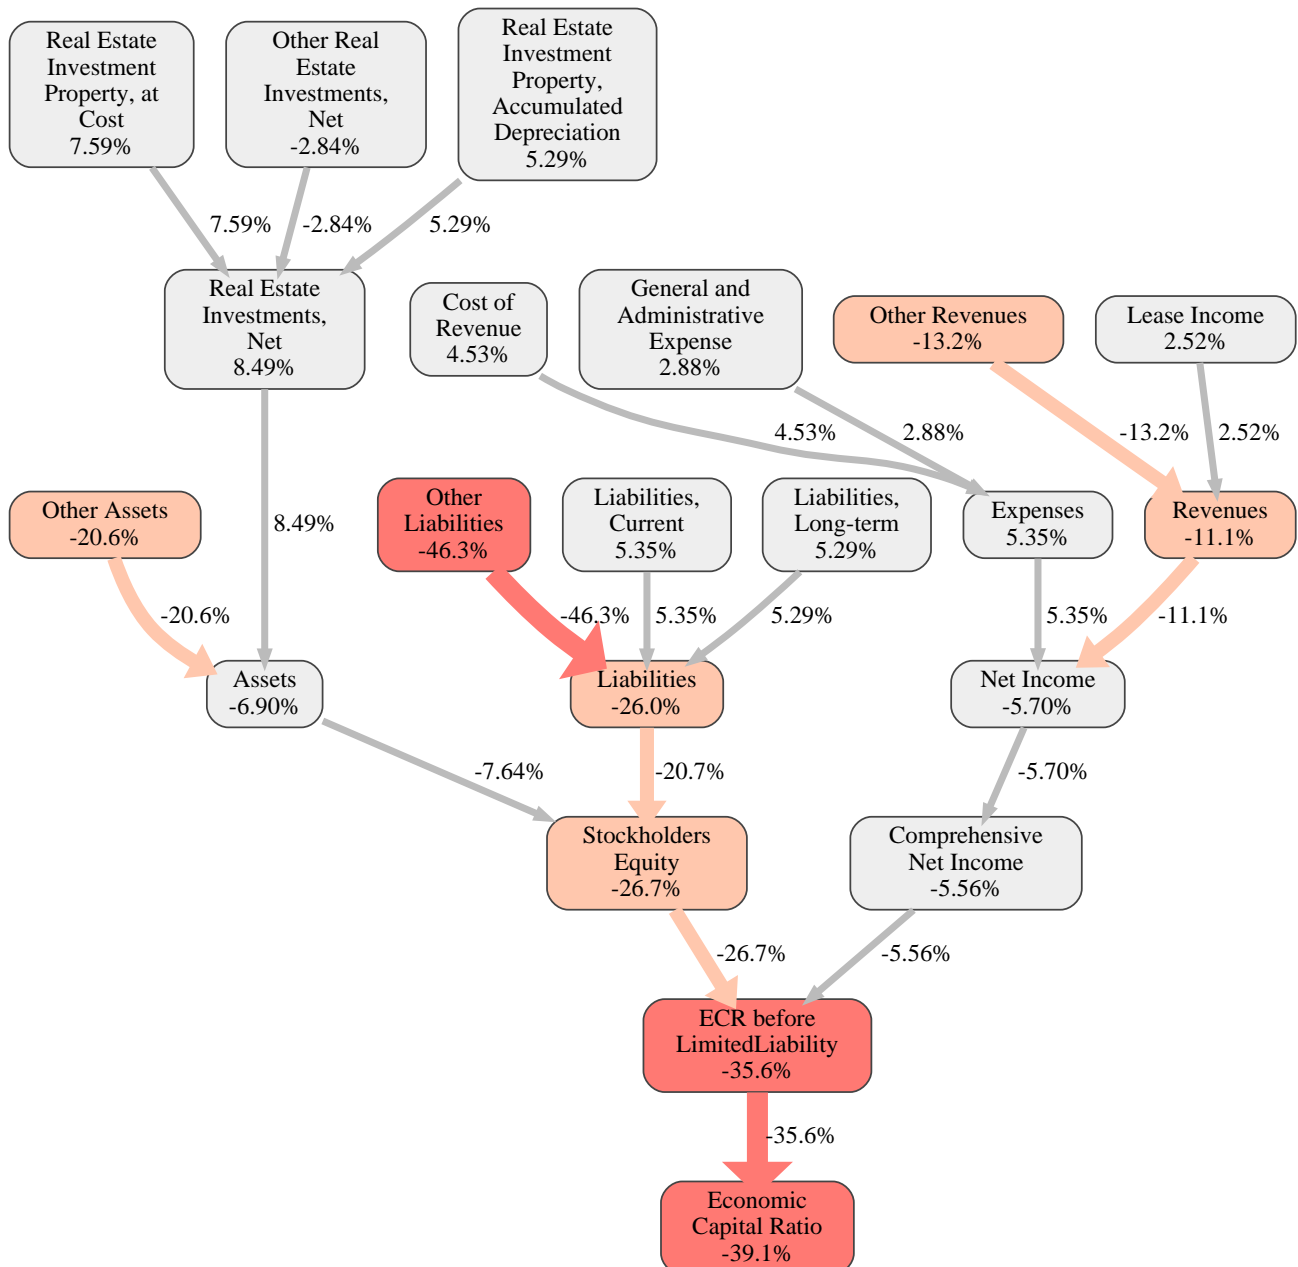 Real Estate
Investment
Property, at
Cost
7.59%
Other Real
Estate
Investments,
Net
-2.84%
Real Estate
Investment
Property,
Accumulated
Depreciation
5.29%
7.59%
-2.84%
5.29%
Real Estate
Investments,
Net
8.49%
Cost of
Revenue
4.53%
General and
Administrative
Expense
2.88%
Other Revenues
-13.2%
Lease Income
2.52%
4.53%
2.88%
-13.2%
2.52%
Other Assets
-20.6%
8.49%
Other
Liabilities
-46.3%
Liabilities,
Current
5.35%
Liabilities,
Long-term
5.29%
Expenses
5.35%
Revenues
-11.1%
-20.6%
-46.3%
5.35%
5.29%
5.35%
-11.1%
Assets
-6.90%
Liabilities
-26.0%
Net Income
-5.70%
-7.64%
-20.7%
-5.70%
Stockholders
Equity
-26.7%
Comprehensive
Net Income
-5.56%
-26.7%
-5.56%
ECR before
LimitedLiability
-35.6%
-35.6%
Economic
Capital Ratio
-39.1%